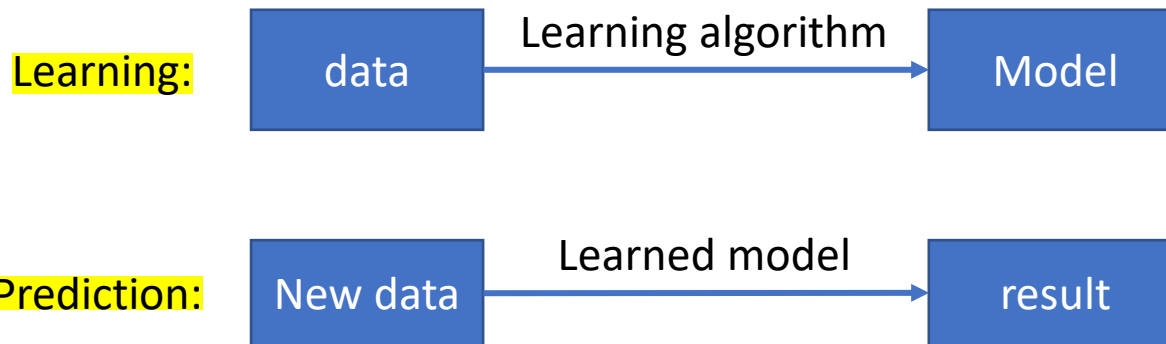 Learning algorithm
Learning: data Model
Learned model
Prediction: New data result